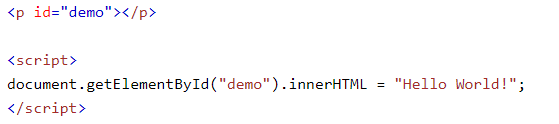 <p id="demo"></p>
<script>
document.getElementById("demo").innerHTML = "Hello World!";
</script>